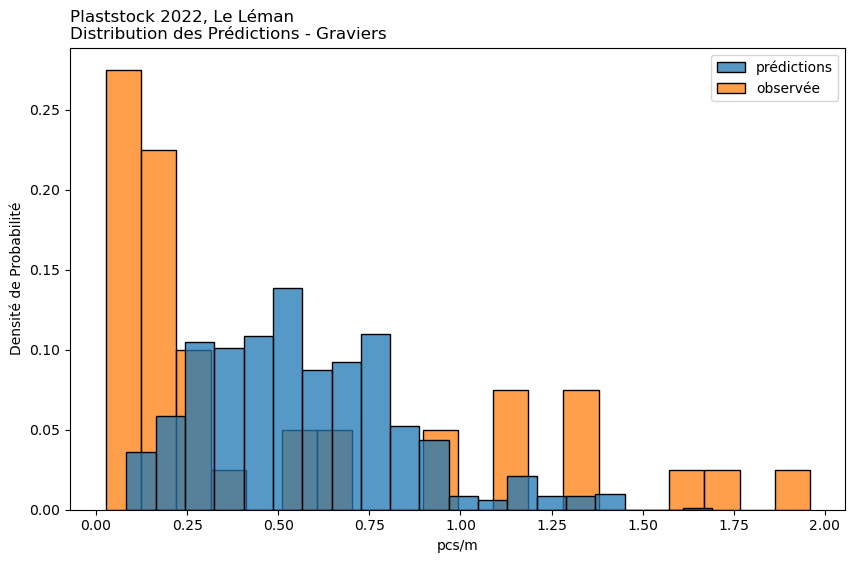 Plaststock 2022, Le Léman
Distribution des Prédictions - Graviers
prédictions
observée
Densité de Probabilité
0.25
0.20
0.15
0.10
0.05
0.00
0.00 0.25 0.50 0.75 1.00 1.25 1.50 1.75 2.00
pcs/m